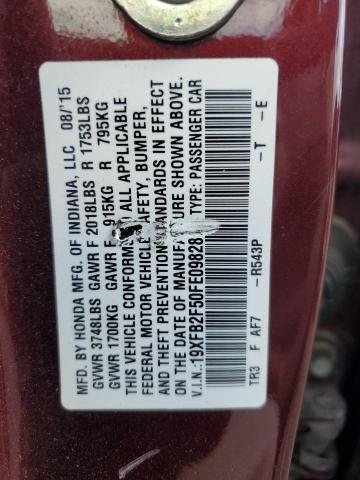 MFD. BY HONDA MFG. OF INDIANA, LLC 08/'15
GVWR 3748LBS GAWR F 2018LBS R 1753LBS
GVWR 1700KG GAWR F 915KG R 795KG
THIS VEHICLE CONFORMS ALL APPLICABLE
FEDERAL MOTOR VEHICLE SAFETY, BUMPER,
AND THEFT PREVENTION STANDARDS IN EFFECT
ON THE DATE OF MANUFACTURE SHOWN ABOVE.
V.I.N.:19XFB2F50FE09828 TYPE: PASSENGER CAR
TR3 F AF7 -R543P -T -E